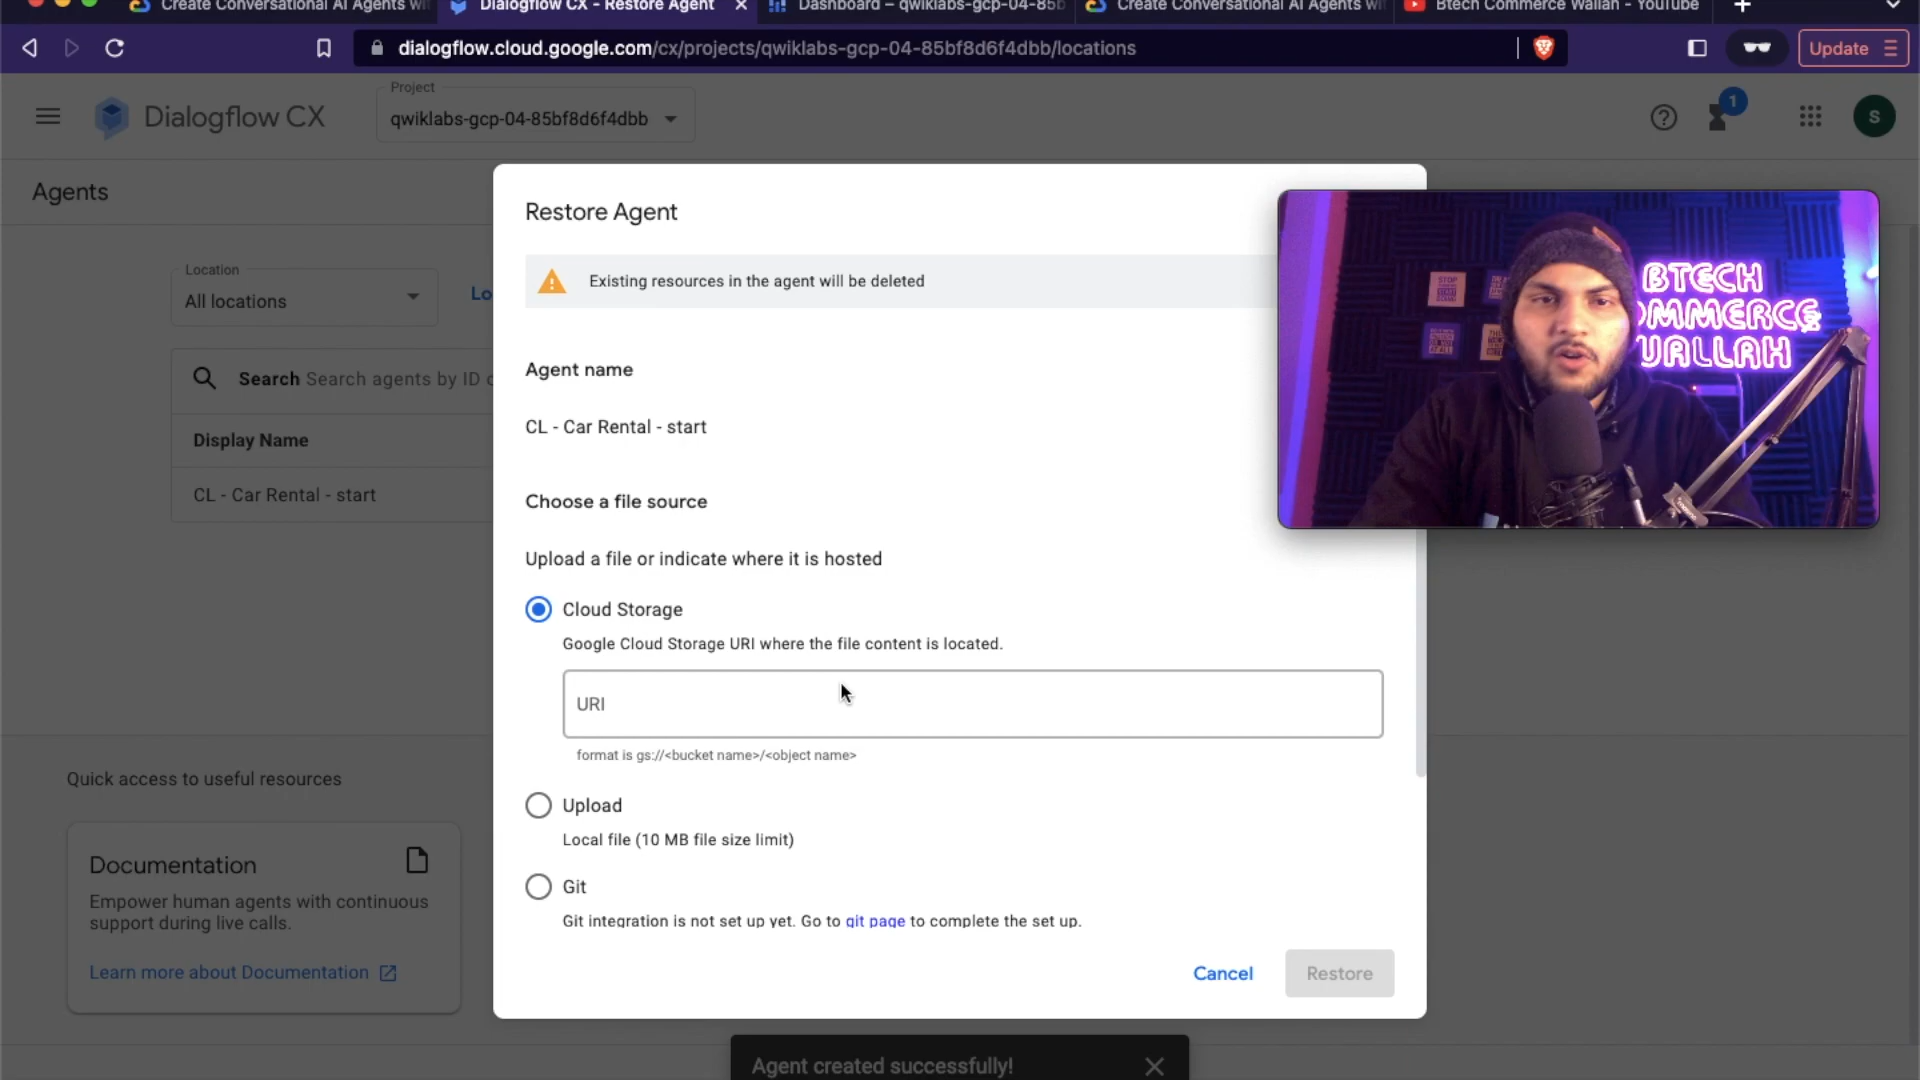 Create Conversational AI Agents wit
Dialogflow CX - Restore Agent
Dashboard – qwiklabs-gcp-04-85b
Create Conversational AI Agents wit
Btech Commerce Wallah - YouTube
dialogflow.cloud.google.com/cx/projects/qwiklabs-gcp-04-85bf8d6f4dbb/locations
Update
Dialogflow CX
Project
qwiklabs-gcp-04-85bf8d6f4dbb
1
S
Agents
Location
All locations
Lo
Search Search agents by ID o
Display Name
CL - Car Rental - start
Restore Agent
Existing resources in the agent will be deleted
Agent name
CL - Car Rental - start
Choose a file source
Upload a file or indicate where it is hosted
Cloud Storage
Google Cloud Storage URI where the file content is located.
URI
format is gs://<bucket name>/<object name>
Upload
Local file (10 MB file size limit)
Git
Git integration is not set up yet. Go to git page to complete the set up.
Cancel
Restore
BTECH
OMMERCE
WALLAH
Quick access to useful resources
Documentation
Empower human agents with continuous
support during live calls.
Learn more about Documentation
Agent created successfully!